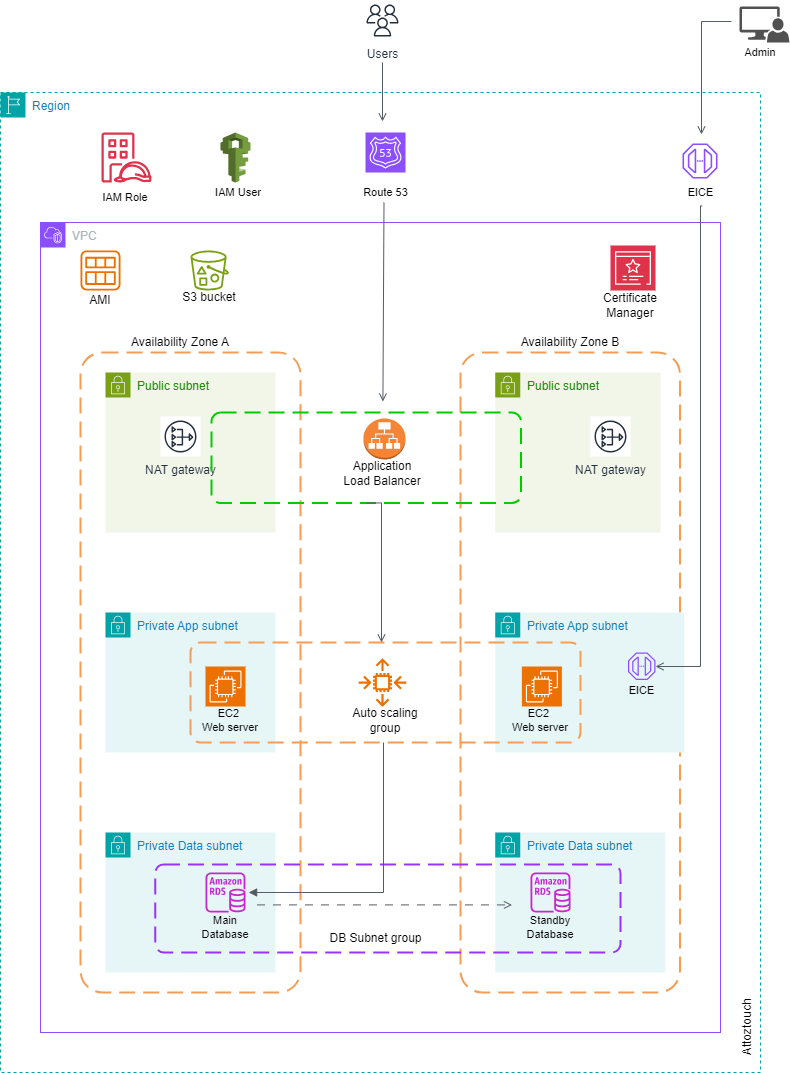 Users
Admin
Region
IAM Role
IAM User
53
Route 53
EICE
VPC
AMI
S3 bucket
Certificate
Manager
Availability Zone A
Availability Zone B
Public subnet
Public subnet
NAT gateway
Application
Load Balancer
NAT gateway
Private App subnet
Private App subnet
EC2
Web server
Auto scaling
group
EC2
Web server
EICE
Private Data subnet
Private Data subnet
Amazon
RDS
Main
Database
Amazon
RDS
Standby
Database
DB Subnet group
Attoztouch